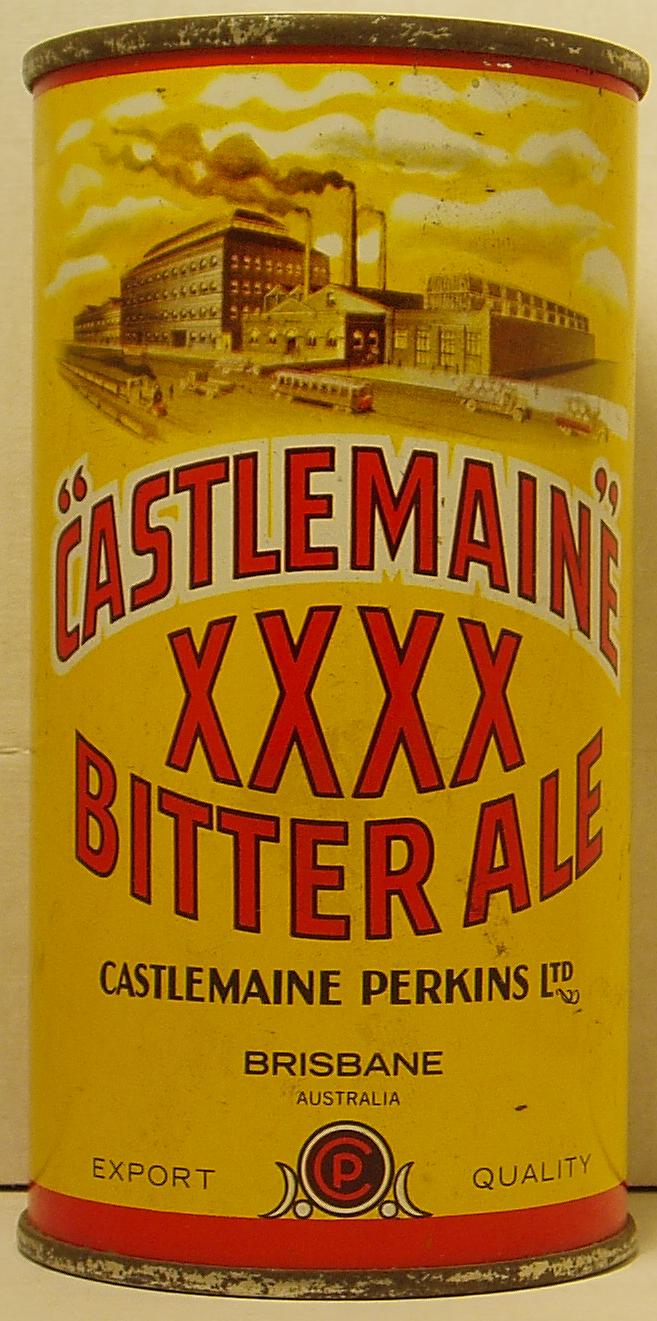 “CASTLEMAINE”
XXXX
BITTER ALE
CASTLEMAINE PERKINS LTD
BRISBANE
AUSTRALIA
EXPORT CP QUALITY